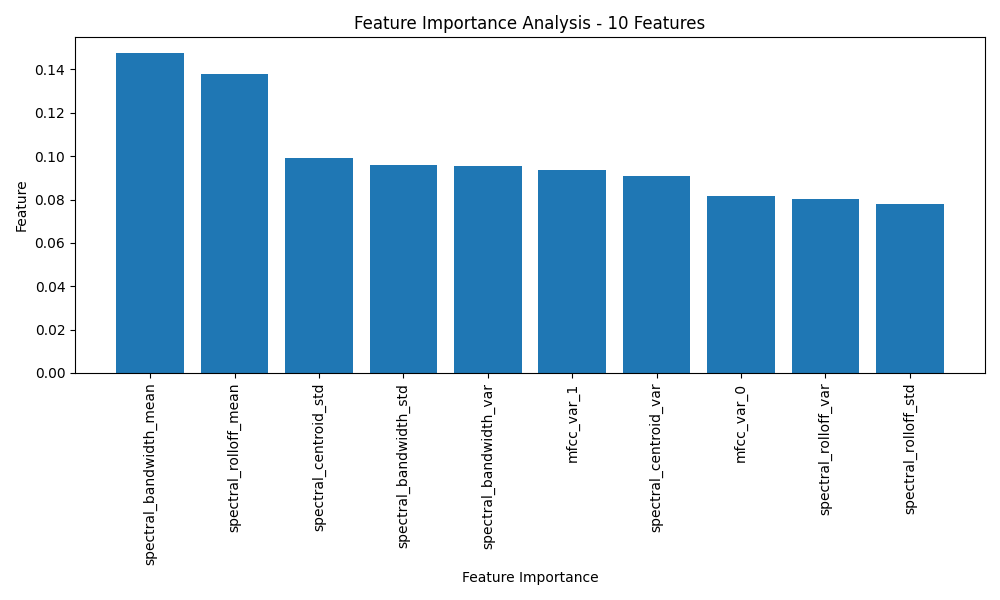 Feature Importance Analysis - 10 Features
Feature
0.14
0.12
0.10
0.08
0.06
0.04
0.02
0.00
spectral_bandwidth_mean
spectral_rolloff_mean
spectral_centroid_std
spectral_bandwidth_std
spectral_bandwidth_var
mfcc_var_1
spectral_centroid_var
mfcc_var_0
spectral_rolloff_var
spectral_rolloff_std
Feature Importance